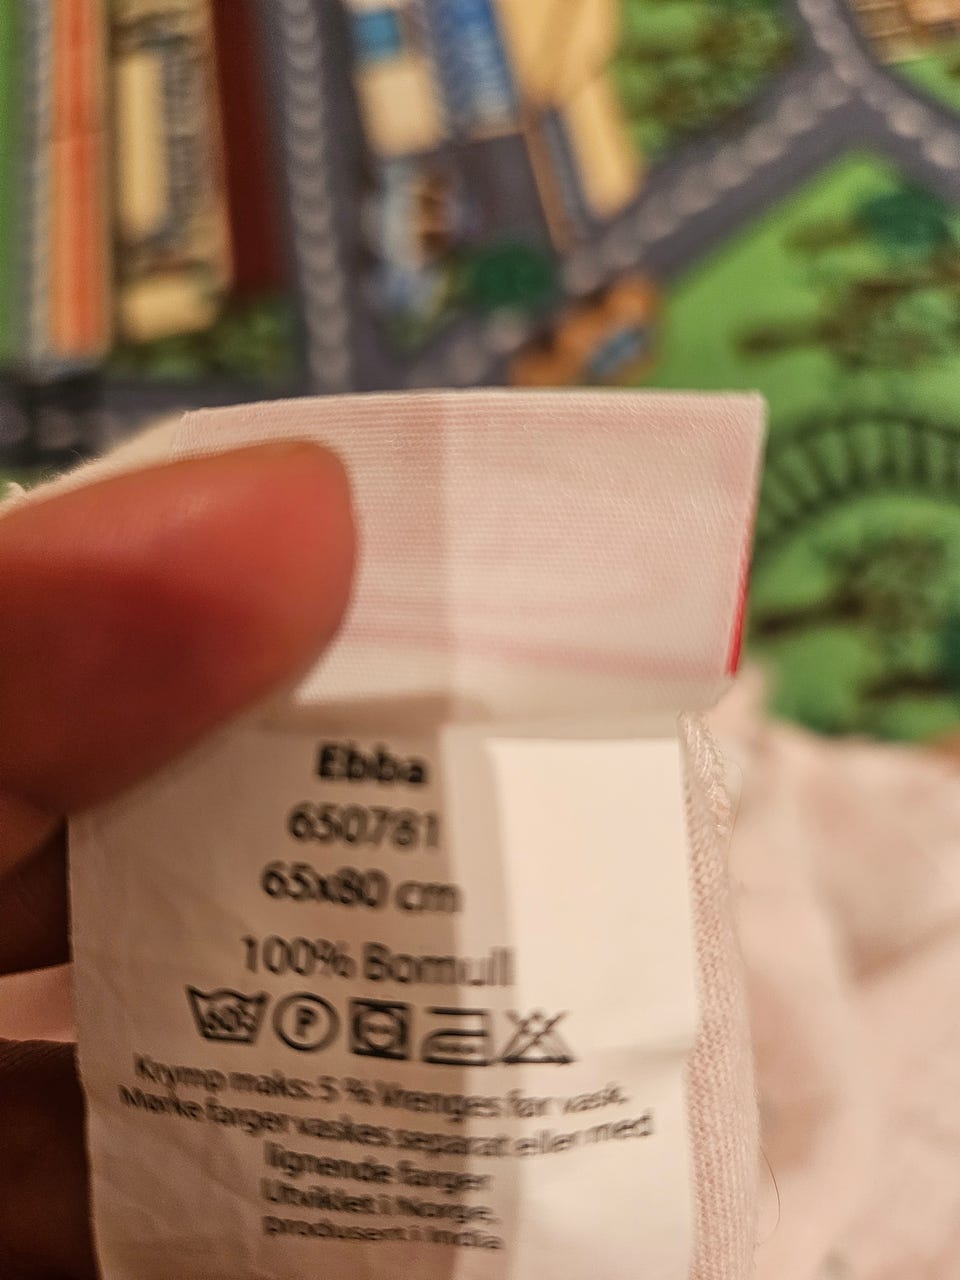 Ebba
650781
65x80 cm
100% Bomull
60° P
Krymp maks: 5 % Vrenges før vask.
Mørke farger vaskes separat eller med
lignende farger
Utviklet i Norge,
produsert i India